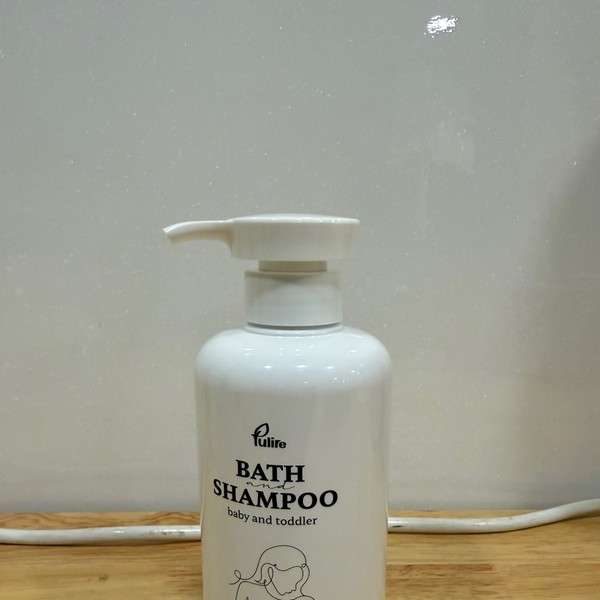 Pulire
BATH
and
SHAMPOO
baby and toddler